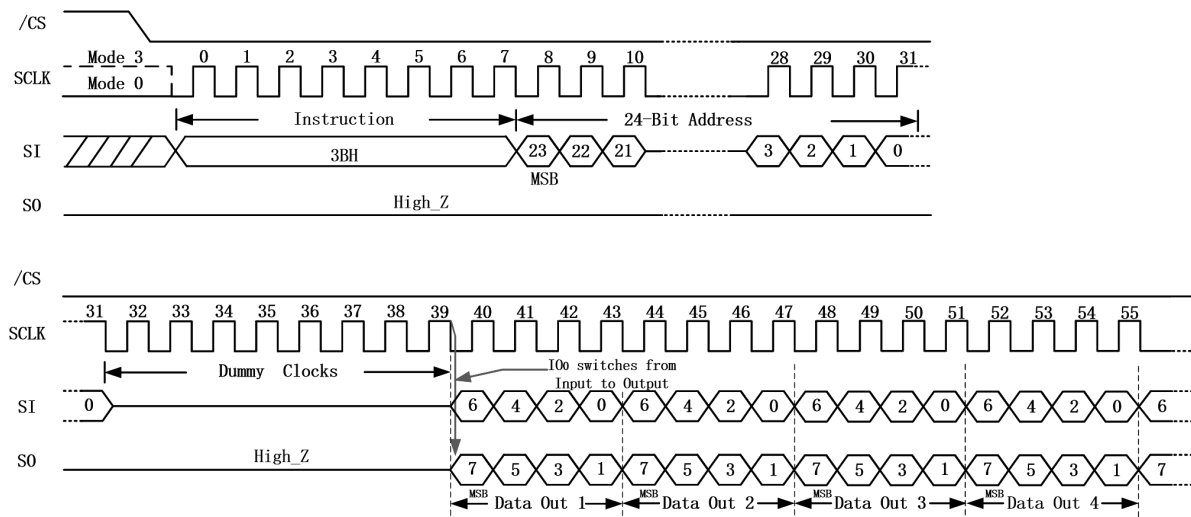 /CS
Mode 3 0 1 2 3 4 5 6 7 8 9 10 28 29 30 31
SCLK
Mode 0
Instruction 24-Bit Address
SI 3BH 23 22 21 3 2 1 0
MSB
High_Z
SO
/CS
31 32 33 34 35 36 37 38 39 40 41 42 43 44 45 46 47 48 49 50 51 52 53 54 55
SCLK
IO0 switches from
Dummy Clocks
Input to Output
SI 0 6 4 2 0 6 4 2 0 6 4 2 0 6 4 2 0 6
High_Z
SO 7 5 3 1 7 5 3 1 7 5 3 1 7 5 3 1 7
MSB Data Out 1 MSB Data Out 2 MSB Data Out 3 MSB Data Out 4